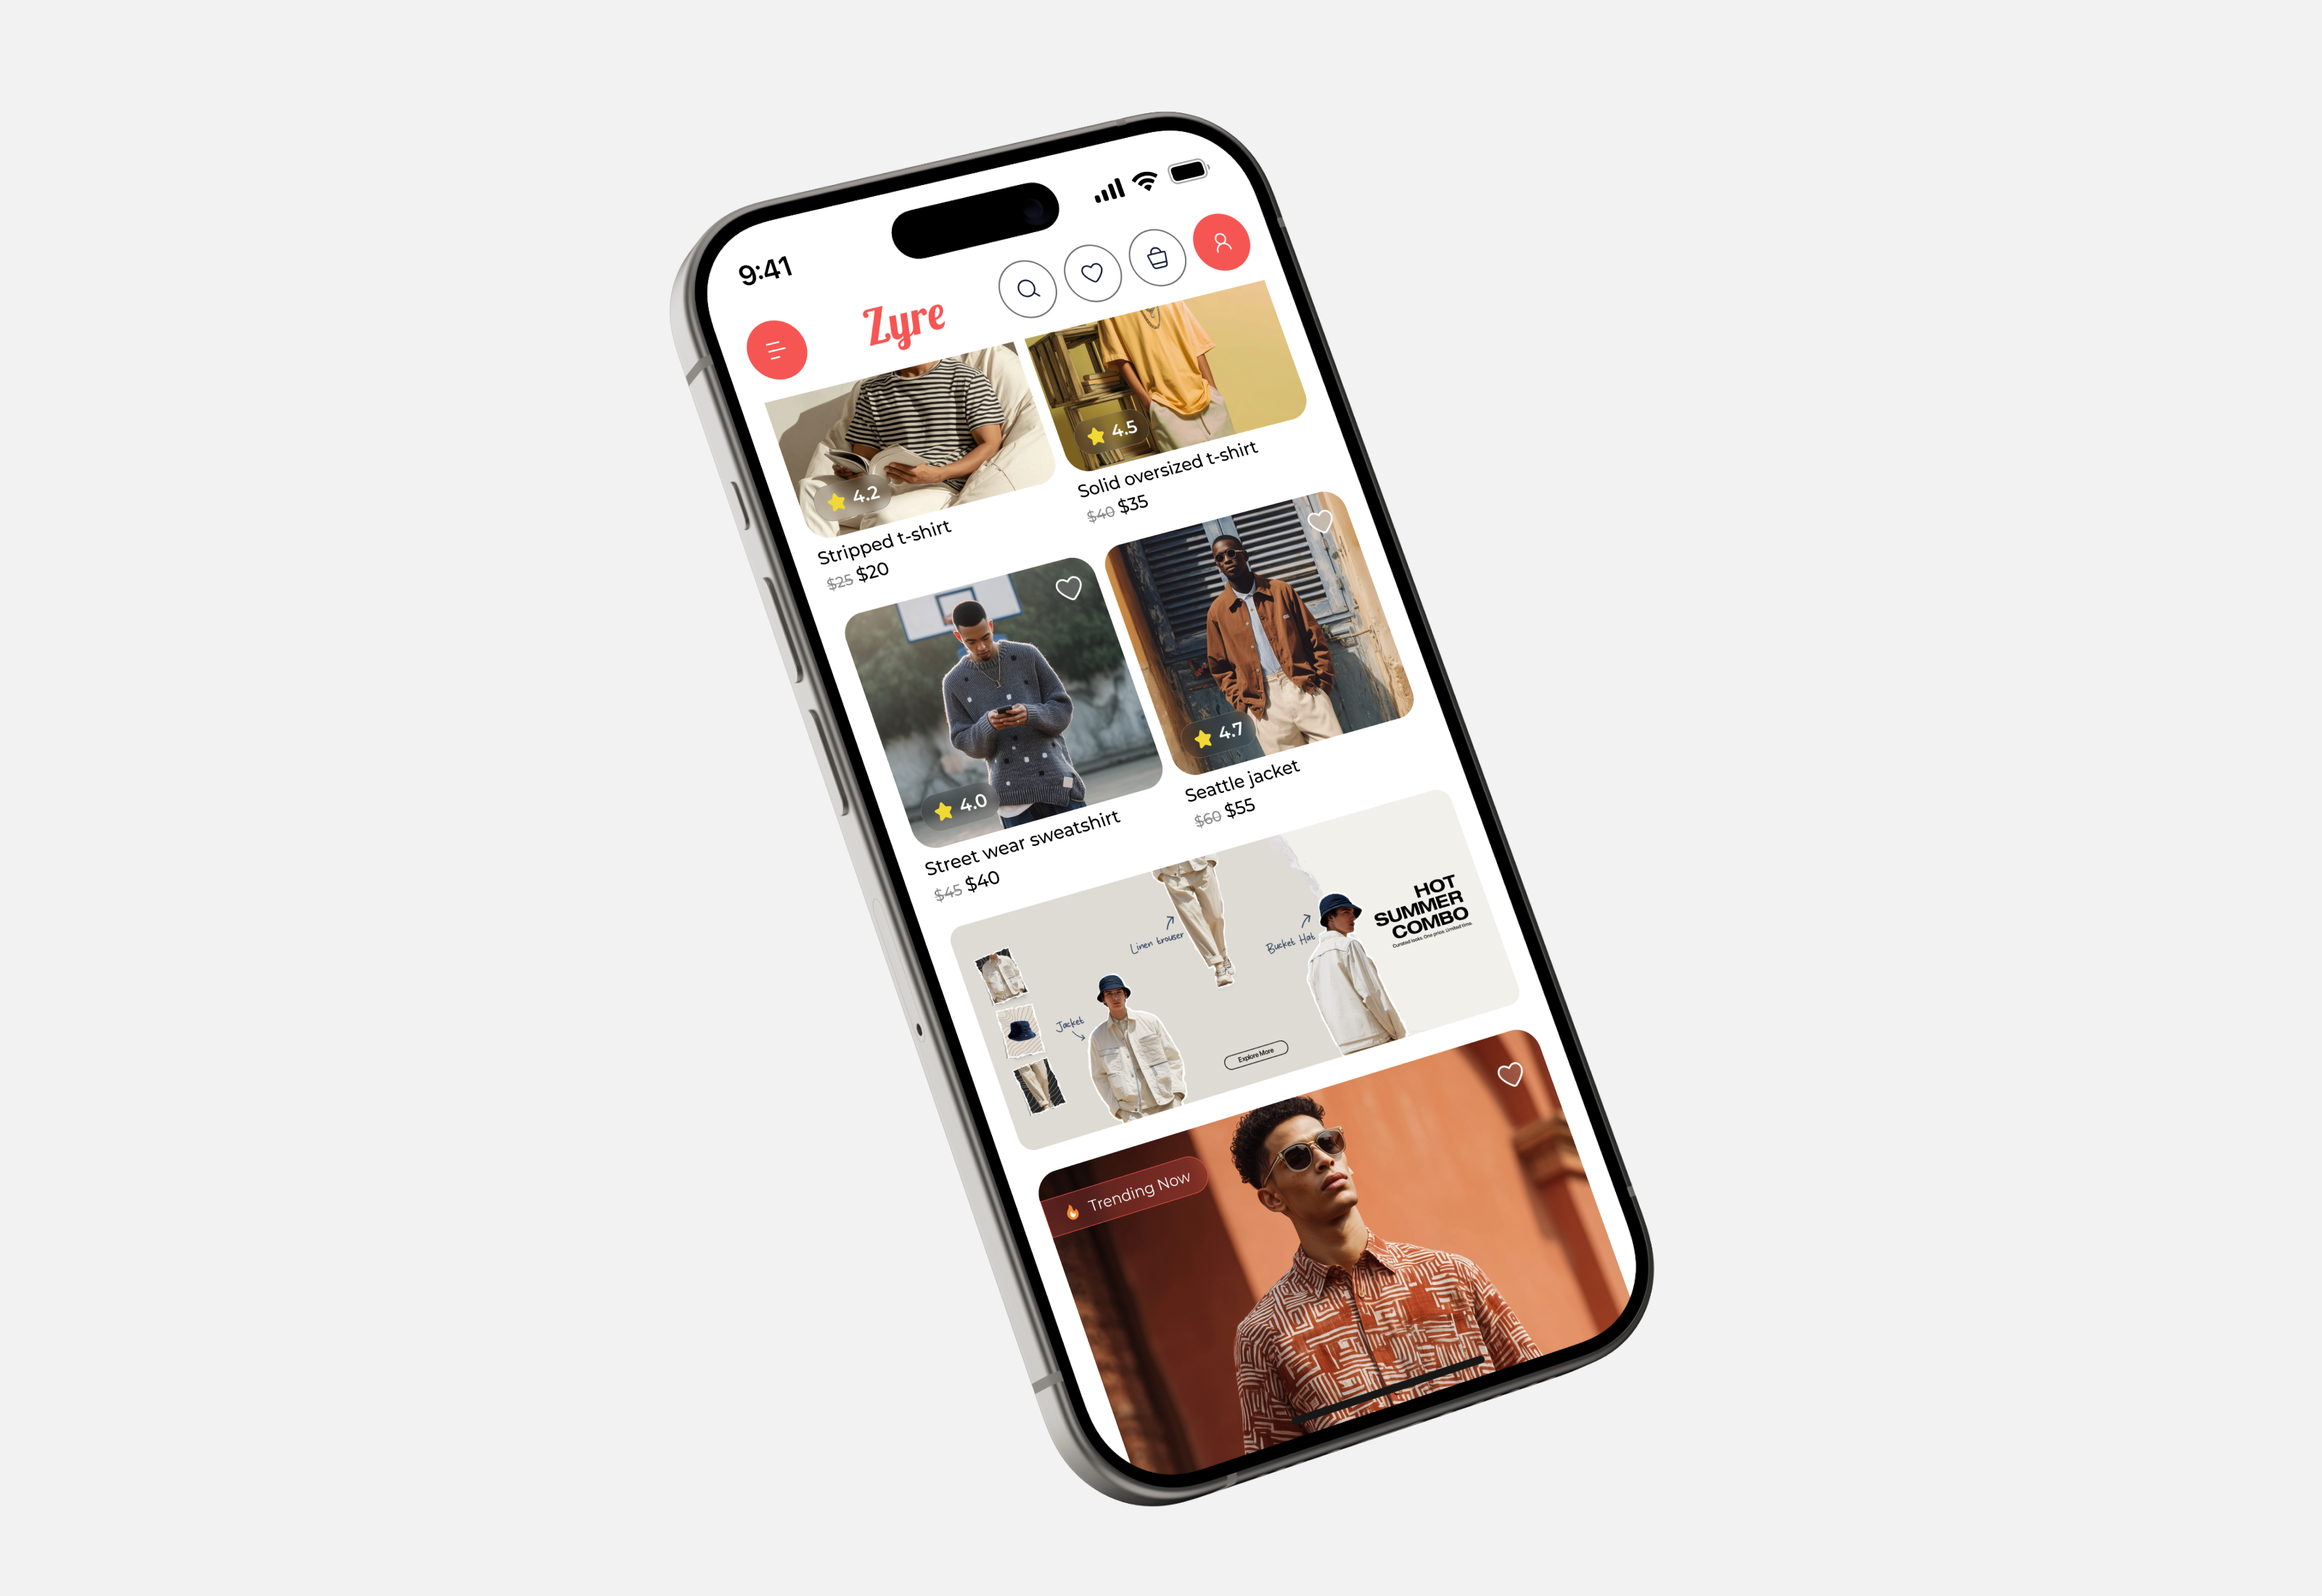 9:41
Zyre
4.2
Stripped t-shirt
$25 $20
4.5
Solid oversized t-shirt
$40 $35
4.0
Street wear sweatshirt
$45 $40
4.7
Seattle jacket
$60 $55
Linen trouser
Bucket Hat
Jacket
HOT
SUMMER
COMBO
Curated looks. One price. Limited time.
Explore More
Trending Now